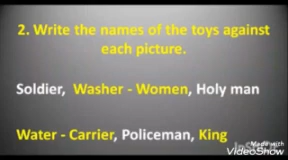 2. Write the names of the toys against
each picture.
Soldier, Washer - Women, Holy man
Water - Carrier, Policeman, King
Made with
VideoShow